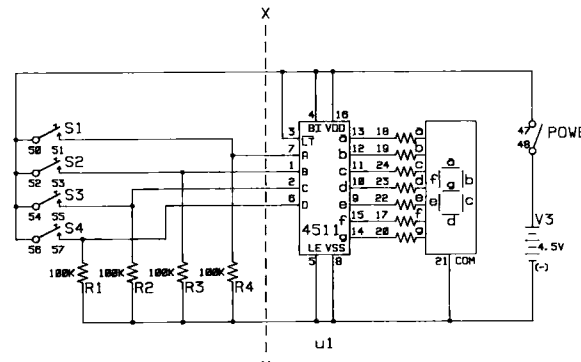 X
4 16
BI VDD
3 LT a 13 18 a
7 A b 12 19 b
1 B c 11 24 c
2 C d 10 23 d
6 D e 9 22 e
f 15 17 f
g 14 20 g
4511
LE VSS
5 8
S1
50 51
S2
52 53
S3
54 55
S4
56 57
100K 100K 100K 100K
R1 R2 R3 R4
a
f b
g
e c
d
21 COM
47
48
POWE
V3
4.5V
(-)
u1